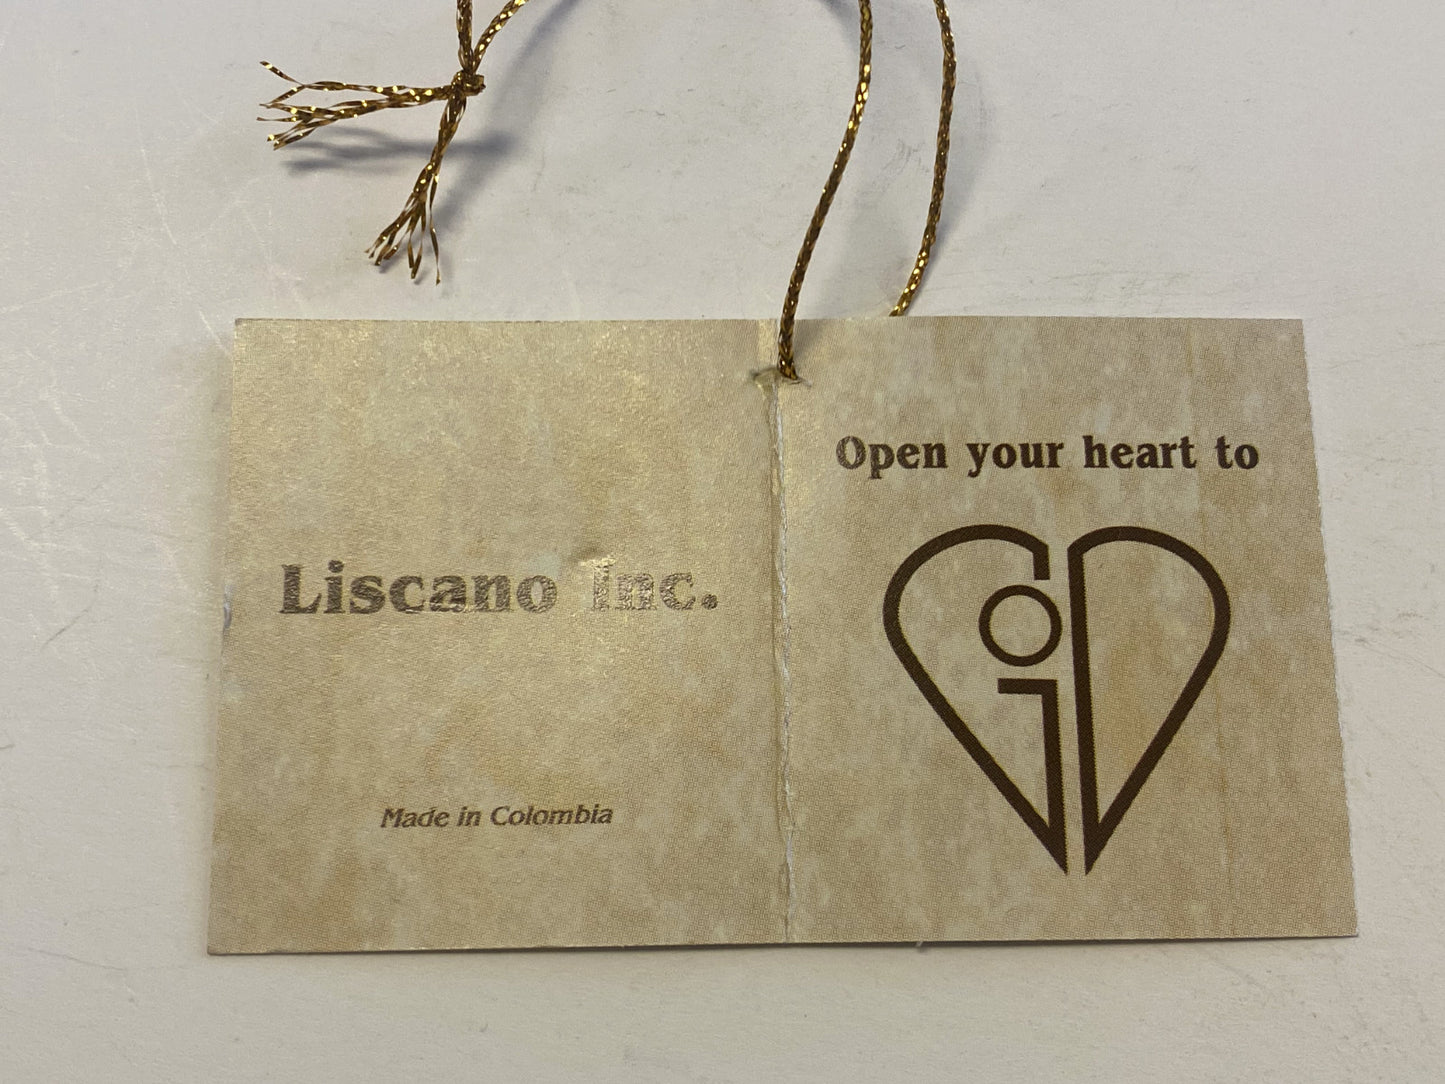 Liscano Inc.
Made in Colombia
Open your heart to
GOD